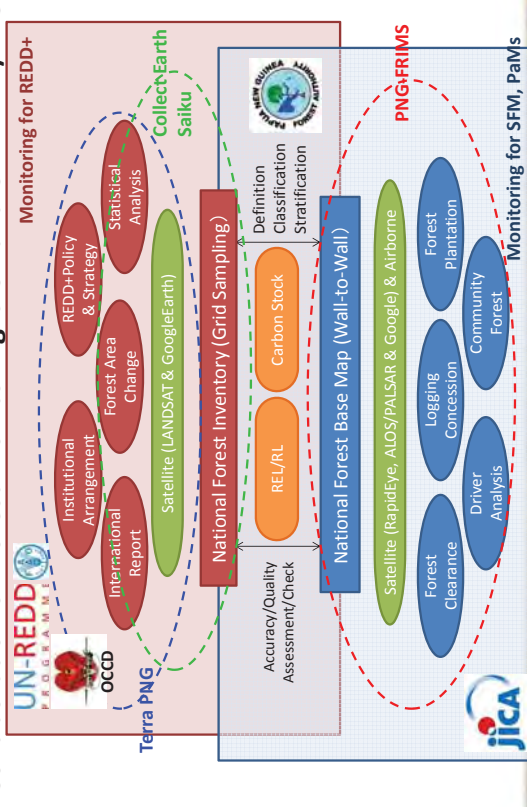 Monitoring for REDD+
UN-REDD
PROGRAMME
OCCD
Institutional
Arrangement
REDD+Policy
& Strategy
International
Report
Forest Area
Change
Statistical
Analysis
Collect Earth
Saiku
Terra PNG
Satellite (LANDSAT & GoogleEarth)
National Forest Inventory (Grid Sampling)
Accuracy/Quality
Assessment/Check
REL/RL
Carbon Stock
Definition
Classification
Stratification
PAPUA NEW GUINEA
FOREST AUTHORITY
National Forest Base Map (Wall-to-Wall)
Satellite (RapidEye, ALOS/PALSAR & Google) & Airborne
PNG-FRIMS
Forest
Clearance
Logging
Concession
Forest
Plantation
Driver
Analysis
Community
Forest
jICA
Monitoring for SFM, PaMs